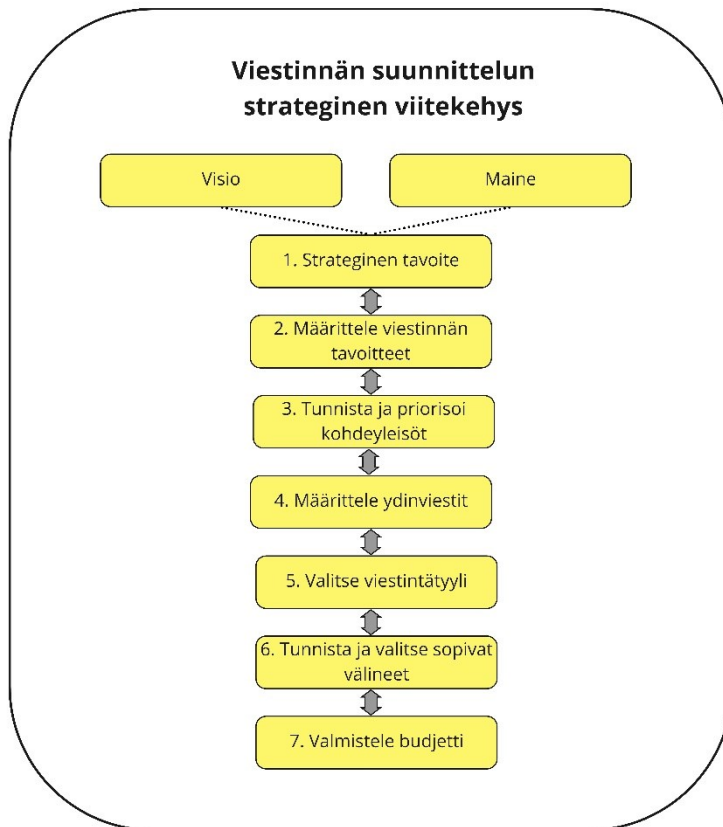 Viestinnän suunnittelun
strateginen viitekehys
Visio
Maine
1. Strateginen tavoite
2. Määrittele viestinnän
tavoitteet
3. Tunnista ja priorisoi
kohdeyleisöt
4. Määrittele ydinviestit
5. Valitse viestintätyyli
6. Tunnista ja valitse sopivat
välineet
7. Valmistele budjetti